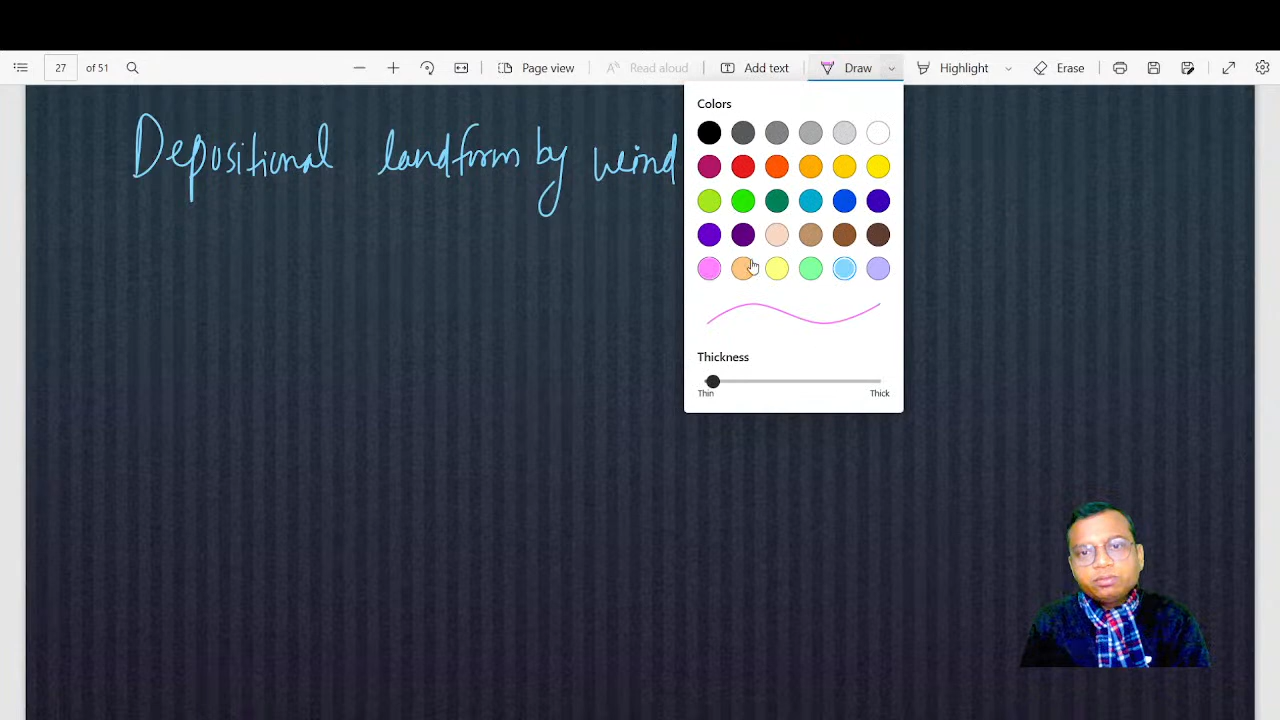 27 of 51 Page view Read aloud Add text Draw Highlight Erase
Colors
Depositional landform by wind
Thickness
Thin Thick